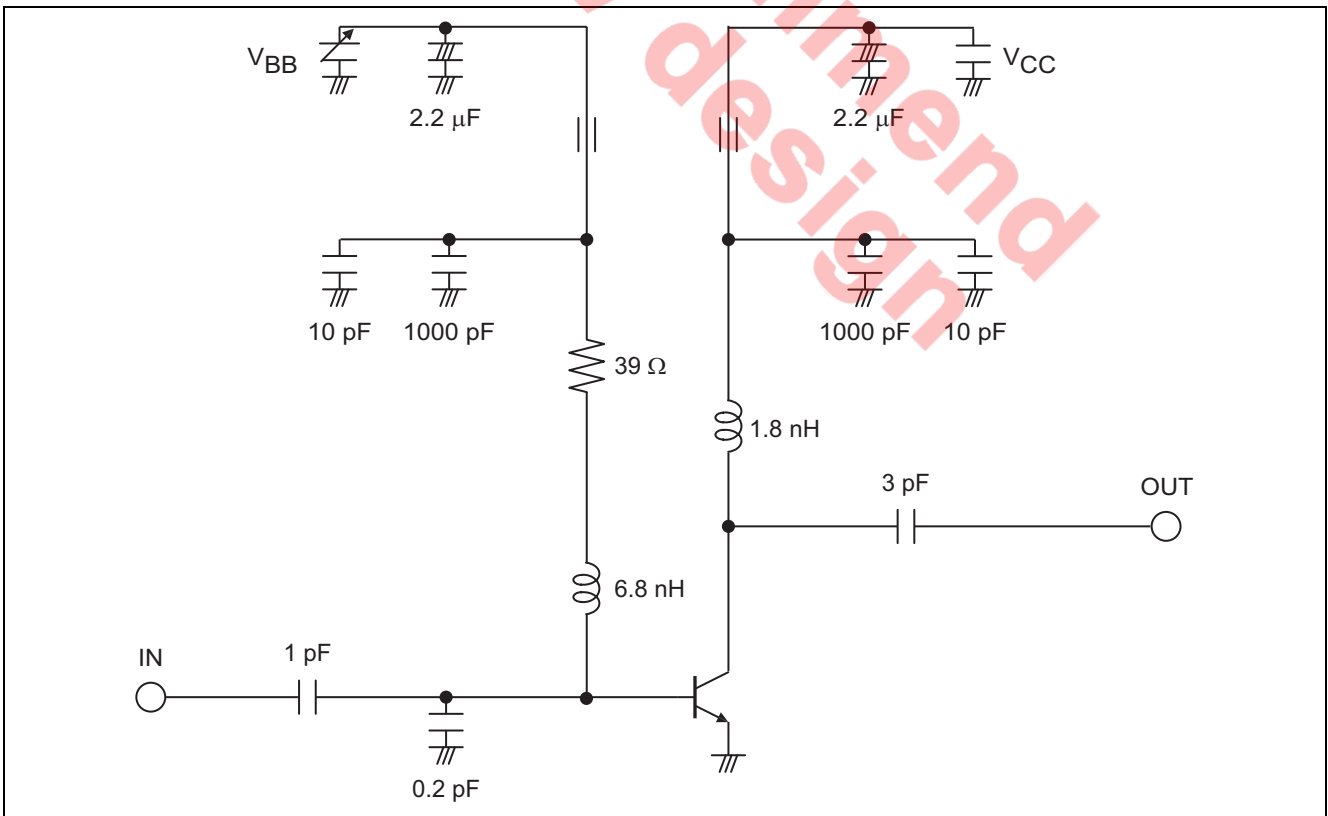 VBB
2.2 μF
2.2 μF
VCC
10 pF
1000 pF
1000 pF
10 pF
39 Ω
1.8 nH
3 pF
OUT
6.8 nH
IN
1 pF
0.2 pF
design